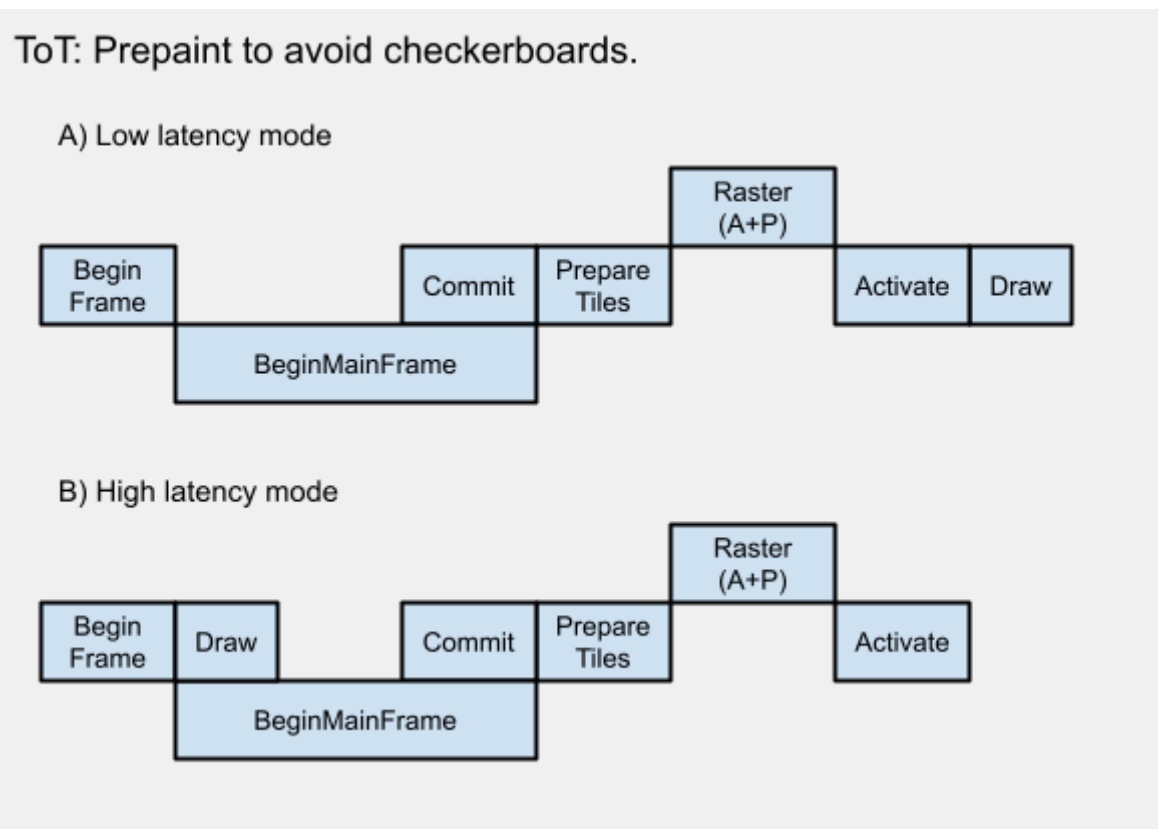 ToT: Prepaint to avoid checkerboards.
A) Low latency mode
Raster
(A+P)
Begin
Frame
Commit
Prepare
Tiles
Activate
Draw
BeginMainFrame
B) High latency mode
Raster
(A+P)
Begin
Frame
Draw
Commit
Prepare
Tiles
Activate
BeginMainFrame